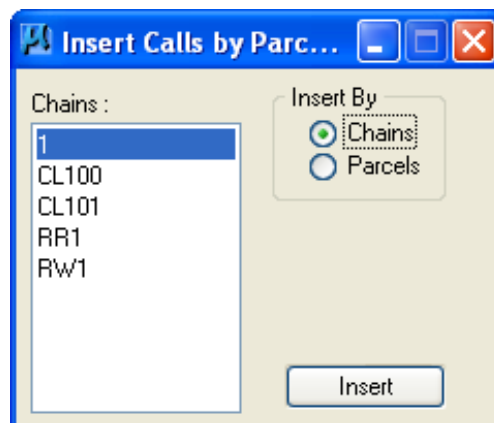 Insert Calls by Parc...
Chains :
1
CL100
CL101
RR1
RW1
Insert By
Chains
Parcels
Insert